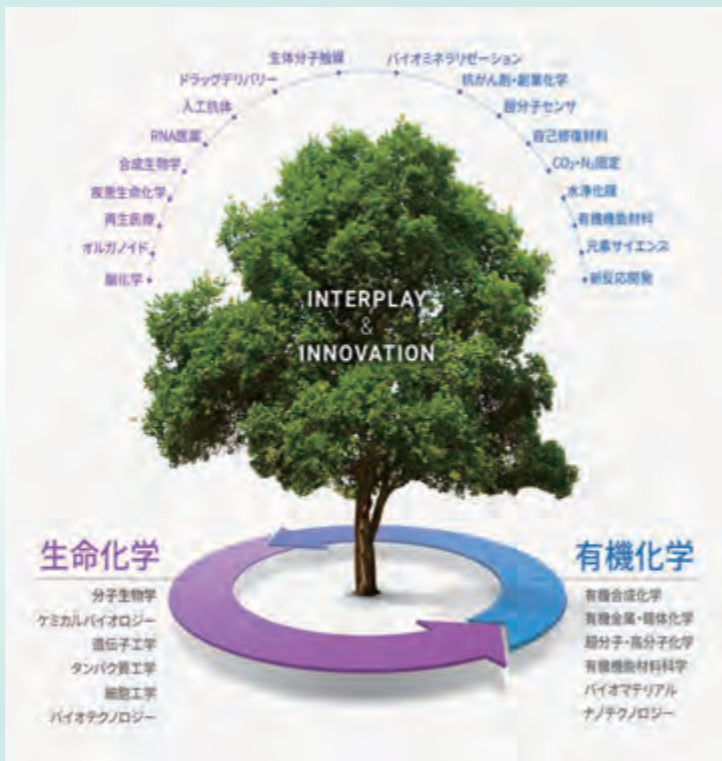 生体分子触媒
ドラッグデリバリー
人工抗体
RNA医薬
合成生物学
疾患生命化学
再生医療
オルガノイド
脳化学
バイオミネラリゼーション
抗がん剤・創薬化学
超分子センサ
自己修復材料
CO₂・N₂固定
水浄化膜
有機機能材料
元素サイエンス
新反応開発
INTERPLAY
&
INNOVATION
生命化学
分子生物学
ケミカルバイオロジー
遺伝子工学
タンパク質工学
細胞工学
バイオテクノロジー
有機化学
有機合成化学
有機金属・錯体化学
超分子・高分子化学
有機機能材料科学
バイオマテリアル
ナノテクノロジー